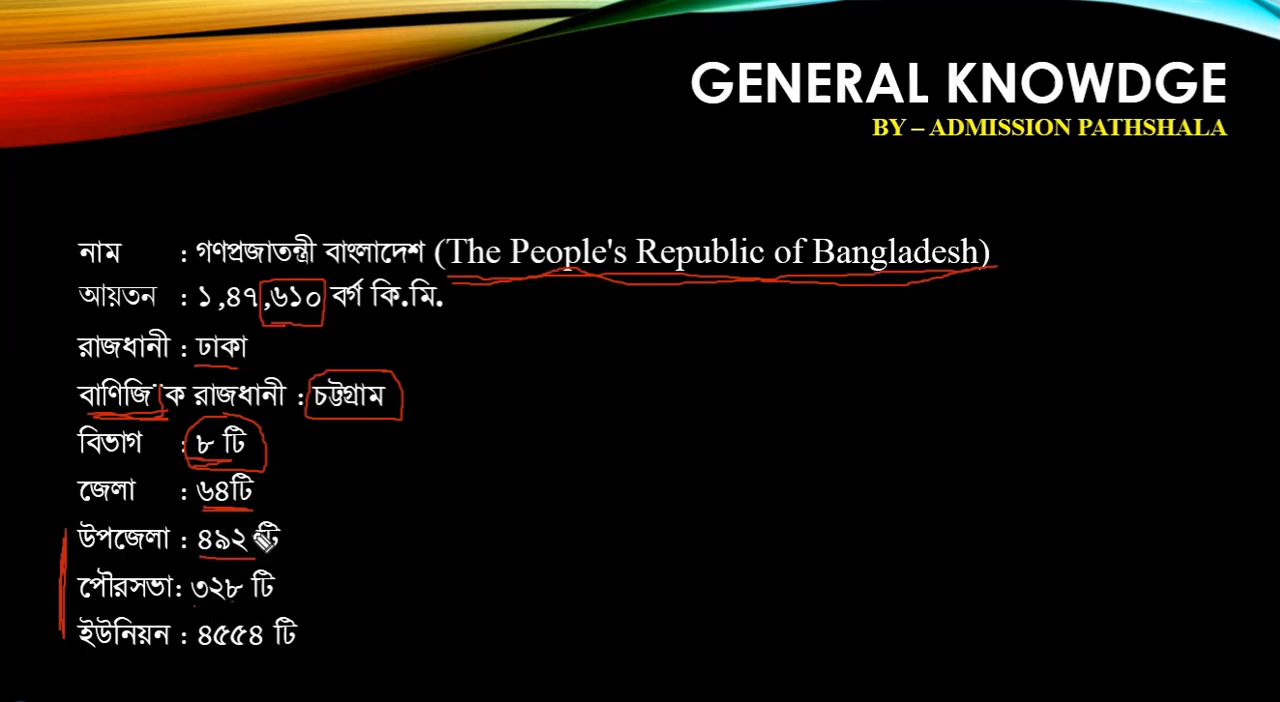 GENERAL KNOWDGE
BY – ADMISSION PATHSHALA
নাম : গণপ্রজাতন্ত্রী বাংলাদেশ (The People's Republic of Bangladesh)
আয়তন : ১,৪৭,৬১০ বর্গ কি.মি.
রাজধানী : ঢাকা
বাণিজ্যিক রাজধানী : চট্টগ্রাম
বিভাগ : ৮ টি
জেলা : ৬৪টি
উপজেলা : ৪৯২ টি
পৌরসভা: ৩২৮ টি
ইউনিয়ন : ৪৫৫৪ টি